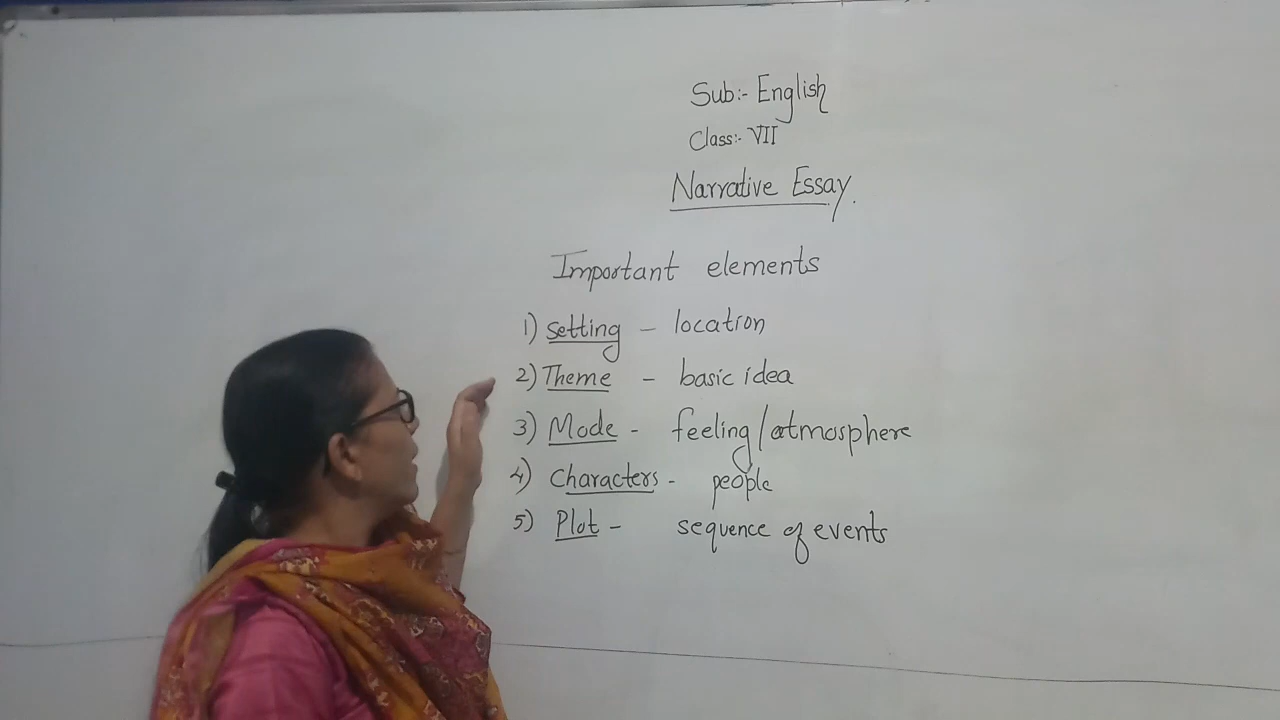 Sub:- English
Class:- VII
Narrative Essay.
Important elements
1) Setting - location
2) Theme - basic idea
3) Mode - feeling/atmosphere
4) Characters - people
5) Plot - sequence of events